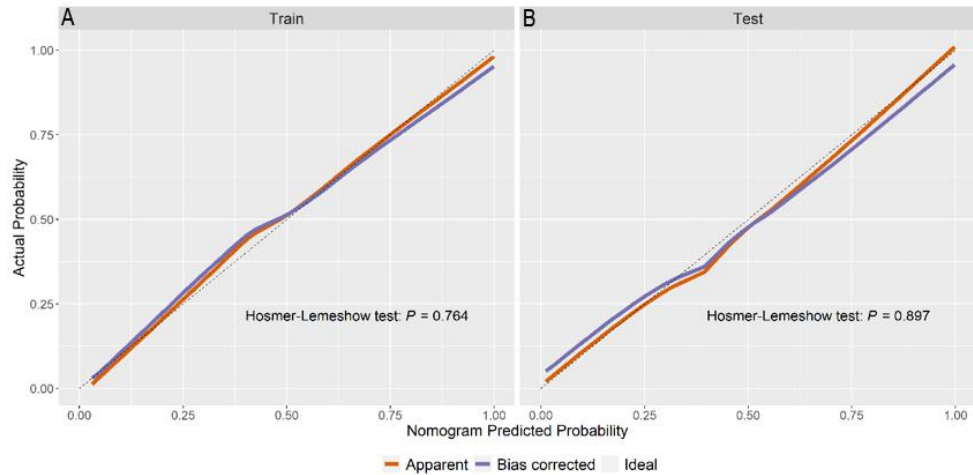 A
Train
B
Test
Actual Probability
1.00
0.75
0.50
0.25
0.00
Hosmer-Lemeshow test: P = 0.764
Hosmer-Lemeshow test: P = 0.897
0.00 0.25 0.50 0.75 1.00
0.00 0.25 0.50 0.75 1.00
Nomogram Predicted Probability
Apparent Bias corrected Ideal